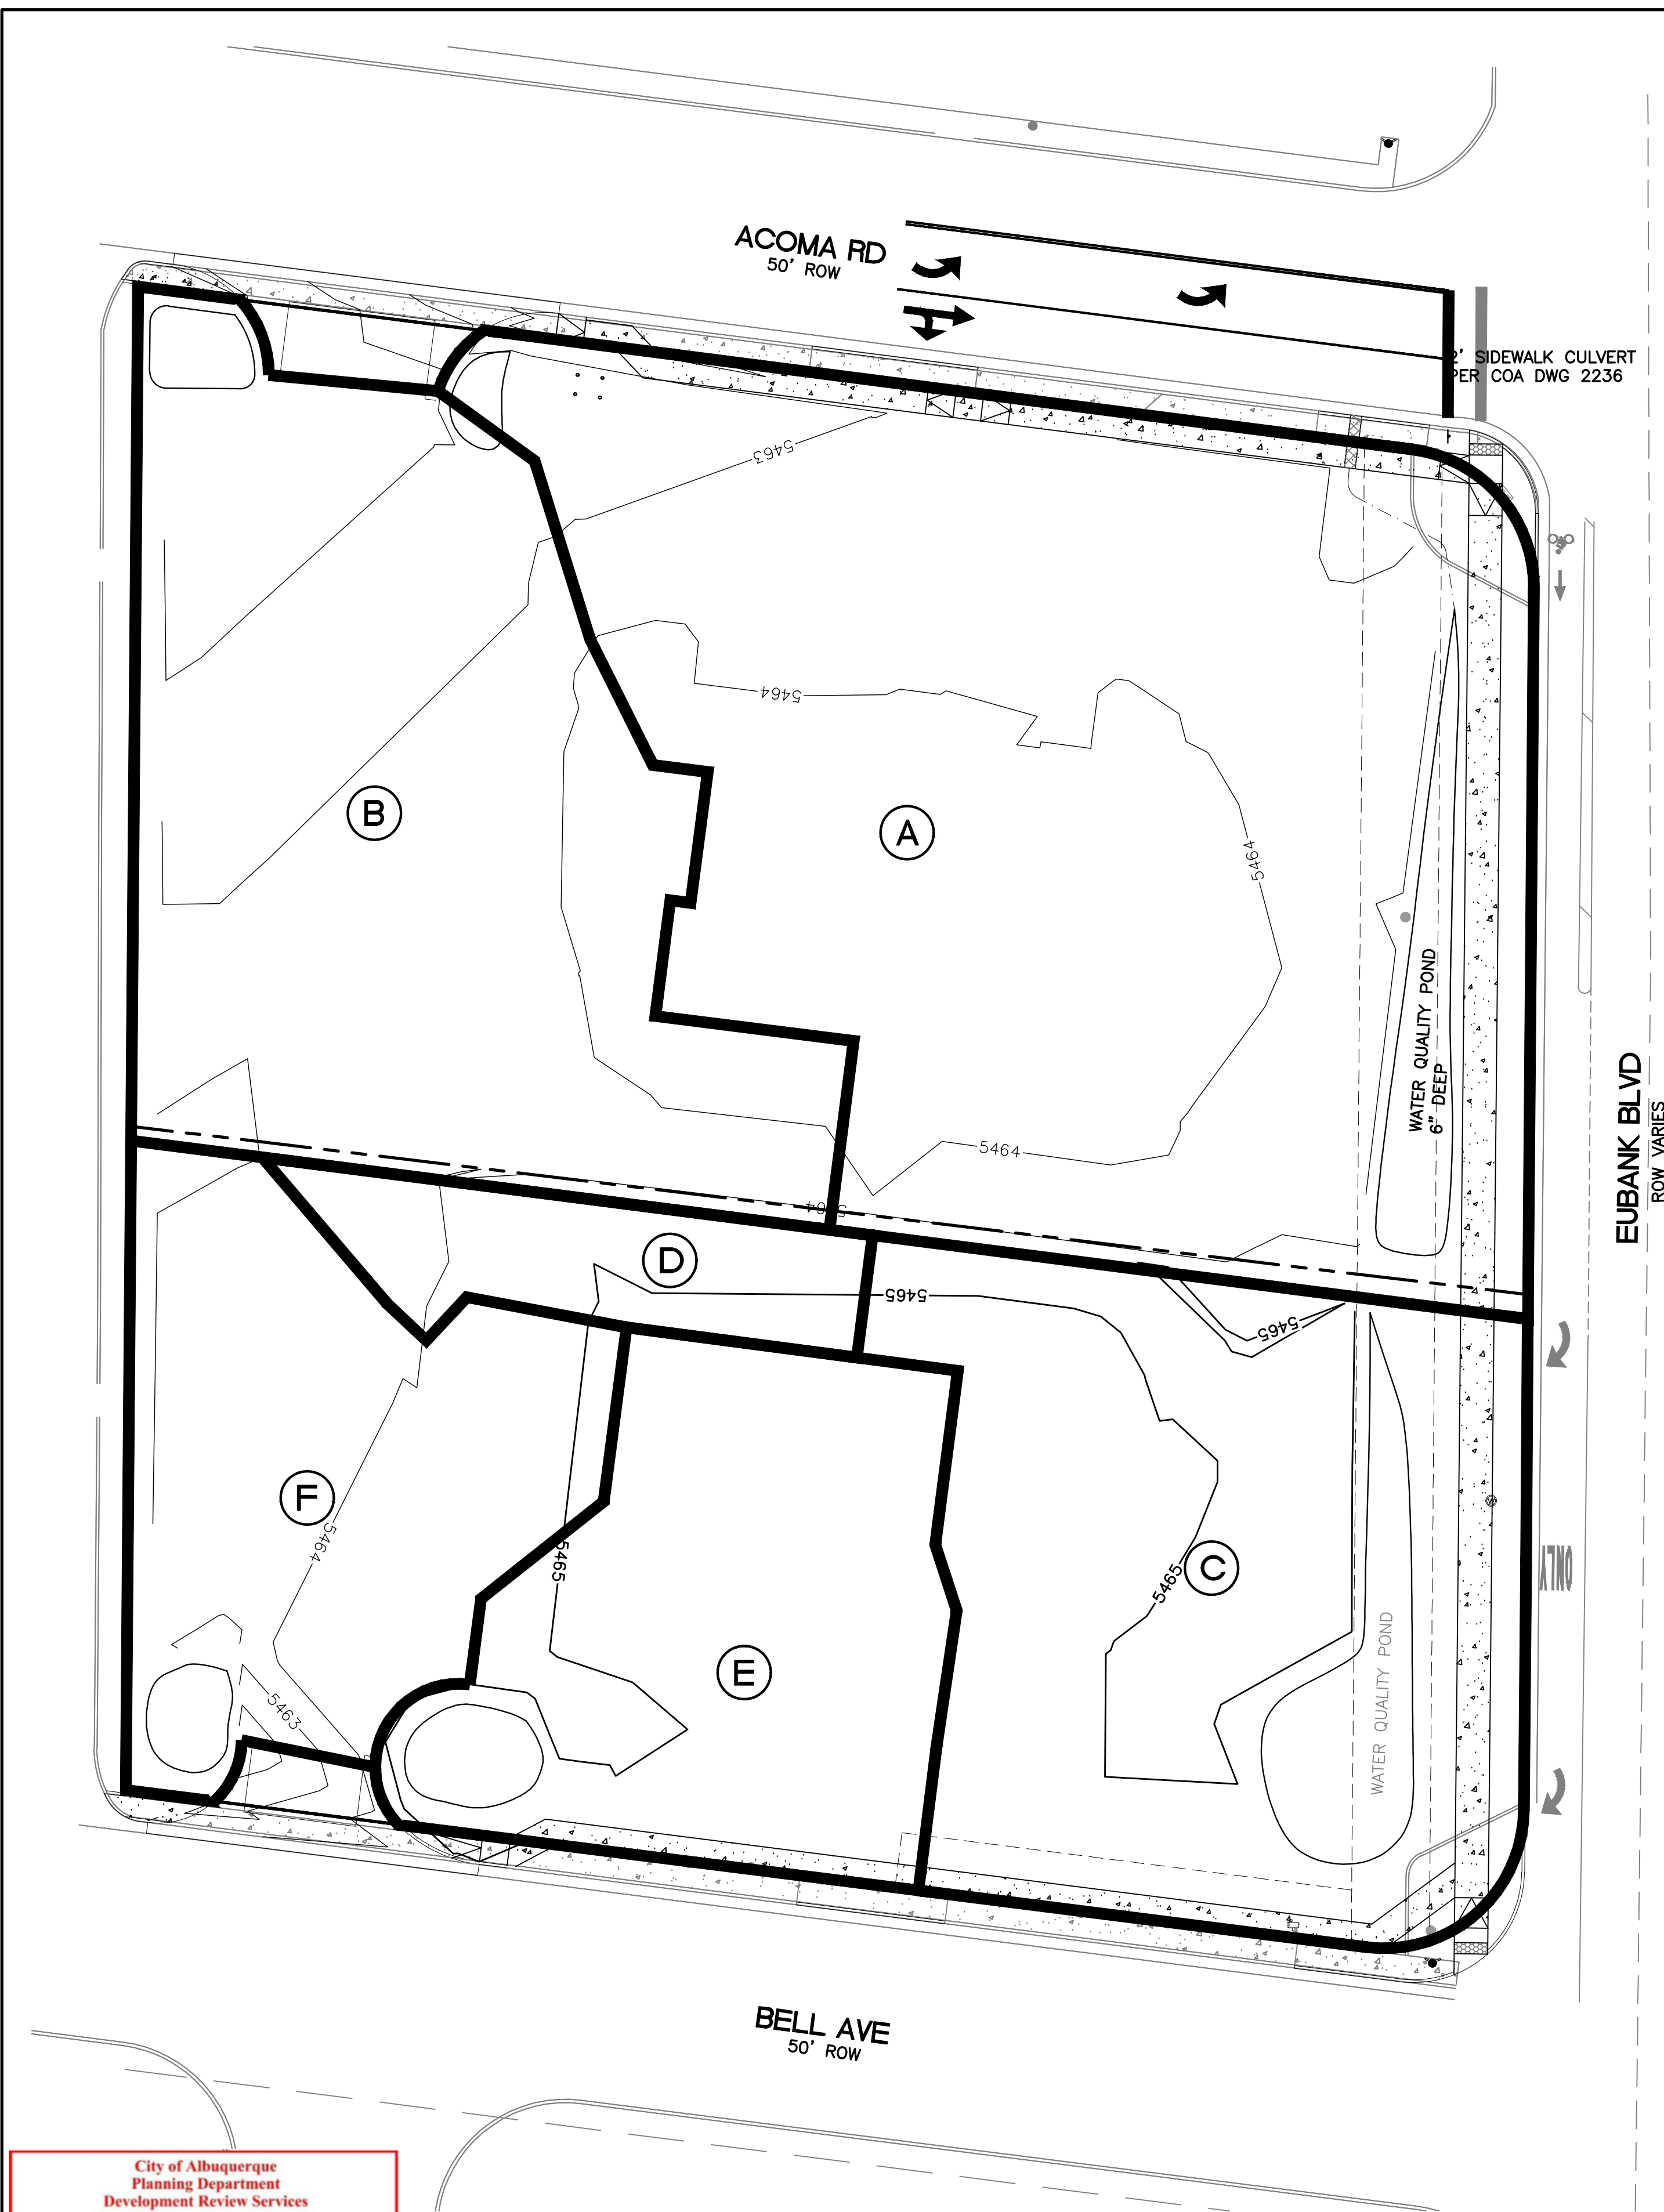 ACOMA RD
50' ROW
2' SIDEWALK CULVERT
PER COA DWG 2236
5463
5464
B
A
5464
WATER QUALITY POND
6" DEEP
EUBANK BLVD
ROW VARIES
5464
5464
D
5465
5465
F
5464
5465
C
5465
ONLY
W
E
5463
WATER QUALITY POND
BELL AVE
50' ROW
City of Albuquerque
Planning Department
Development Review Services